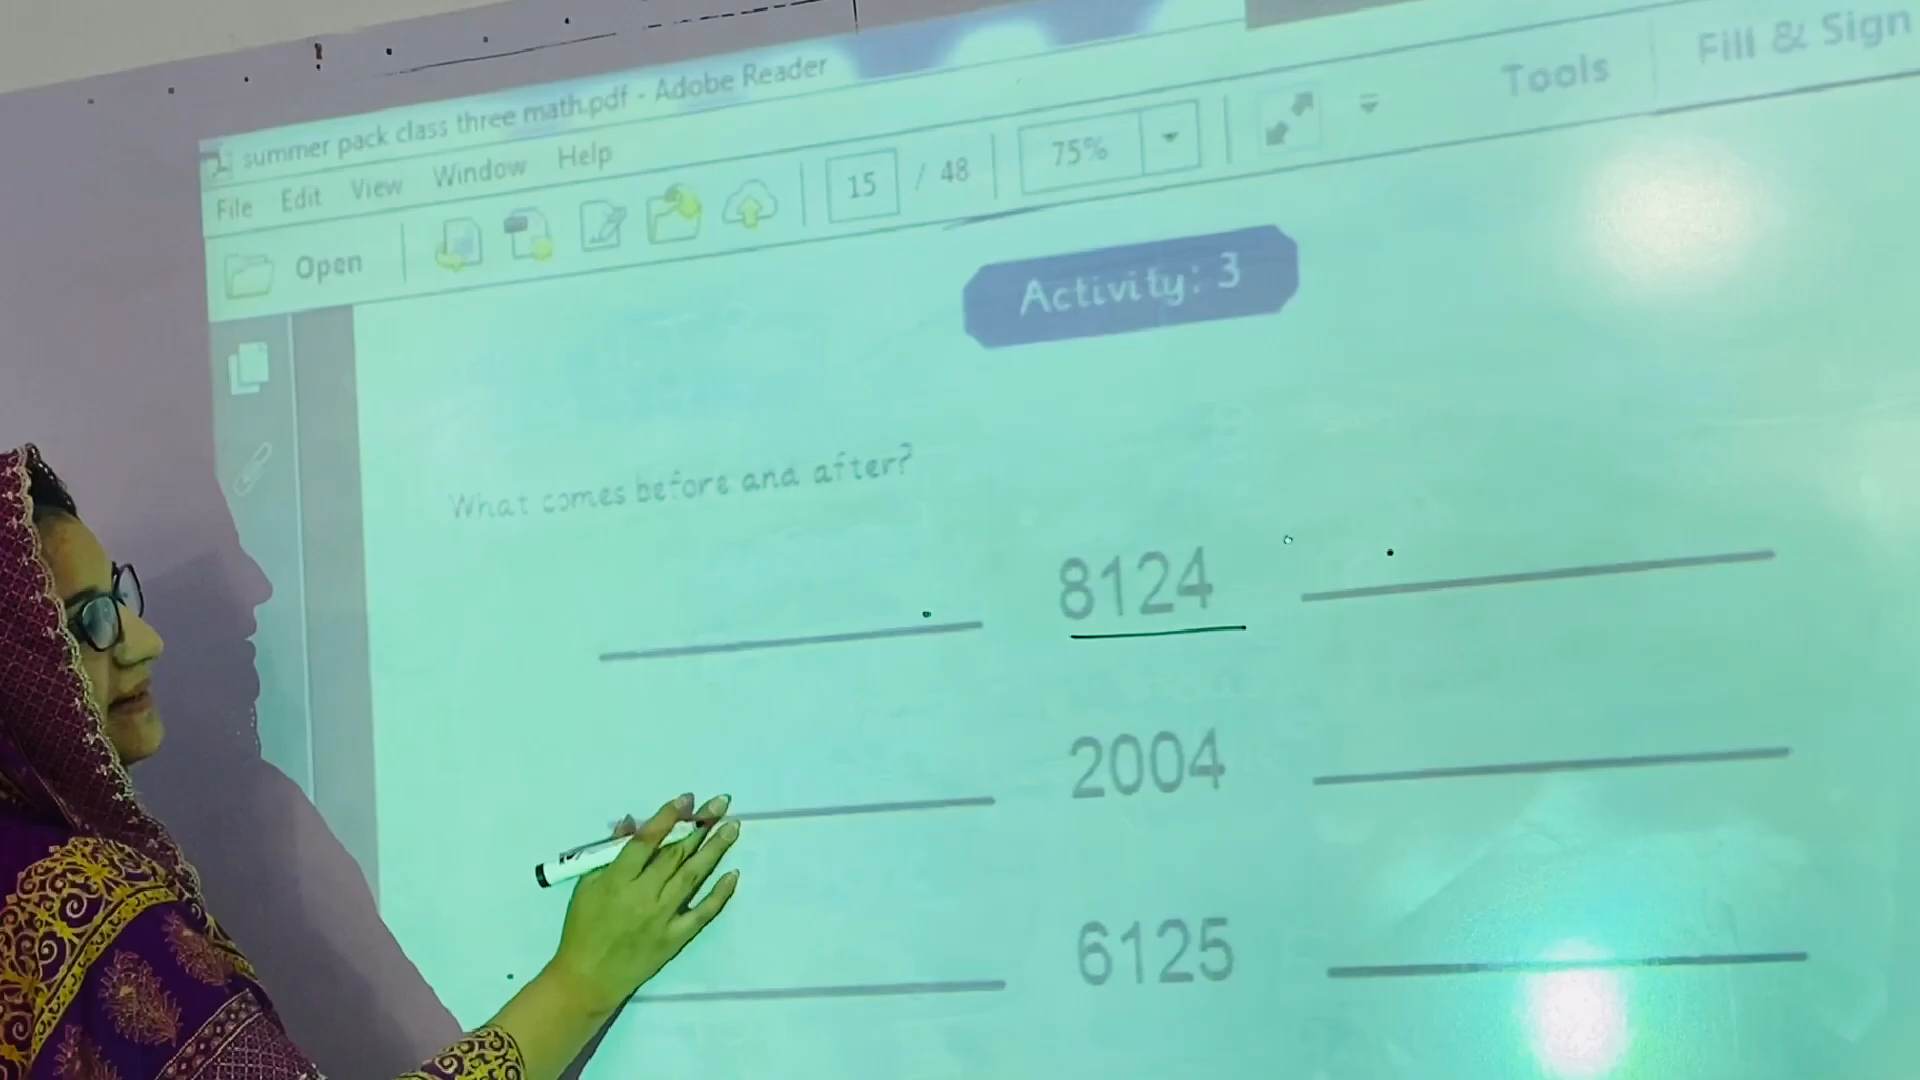 summer pack class three math.pdf - Adobe Reader
File Edit View Window Help
Open 15 / 48 75% Tools Fill & Sign
Activity: 3
What comes before and after?
8124
2004
6125